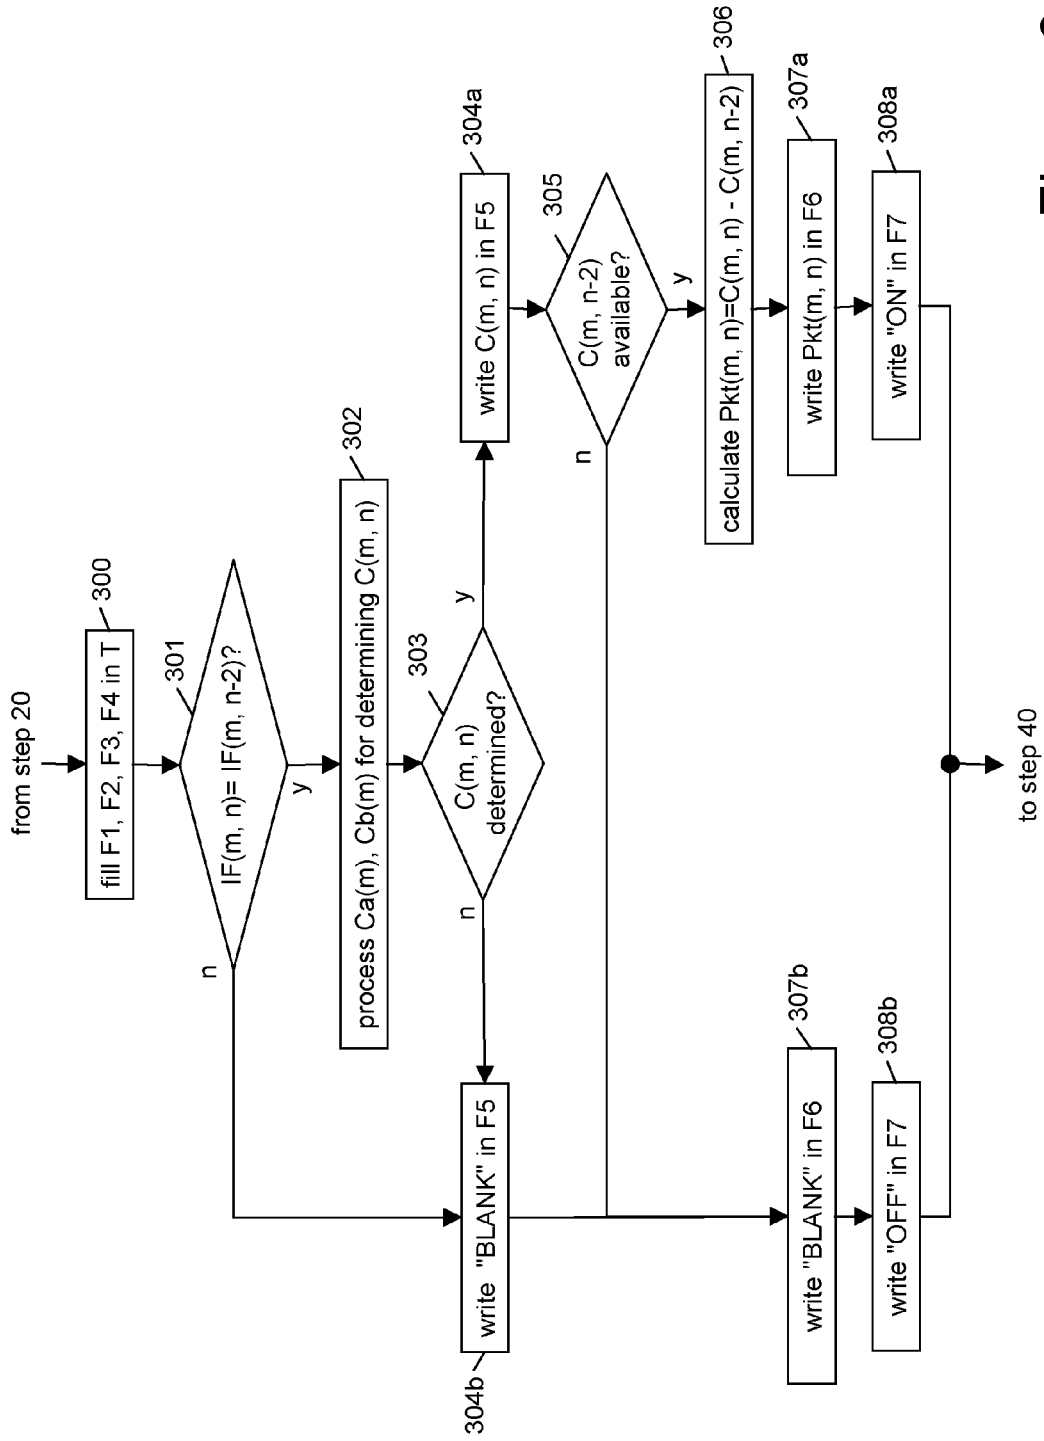 from step 20
300
fill F1, F2, F3, F4 in T
301
IF(m, n)= IF(m, n-2)?
n
y
302
process Ca(m), Cb(m) for determining C(m, n)
303
C(m, n)
determined?
n
y
304b
write "BLANK" in F5
304a
write C(m, n) in F5
305
C(m, n-2)
available?
n
y
306
calculate Pkt(m, n)=C(m, n) - C(m, n-2)
307b
write "BLANK" in F6
307a
write Pkt(m, n) in F6
308b
write "OFF" in F7
308a
write "ON" in F7
to step 40